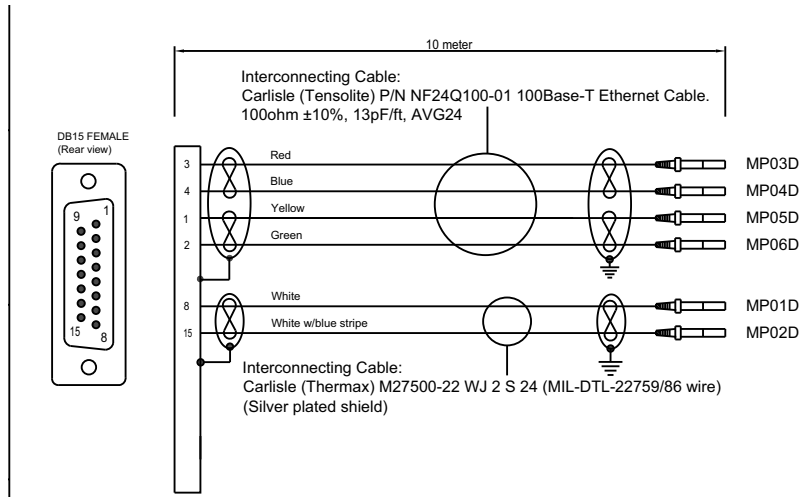 10 meter
Interconnecting Cable:
Carlisle (Tensolite) P/N NF24Q100-01 100Base-T Ethernet Cable.
100ohm ±10%, 13pF/ft, AVG24
DB15 FEMALE
(Rear view)
9
1
15
8
3
Red
MP03D
4
Blue
MP04D
1
Yellow
MP05D
2
Green
MP06D
8
White
MP01D
15
White w/blue stripe
MP02D
Interconnecting Cable:
Carlisle (Thermax) M27500-22 WJ 2 S 24 (MIL-DTL-22759/86 wire)
(Silver plated shield)